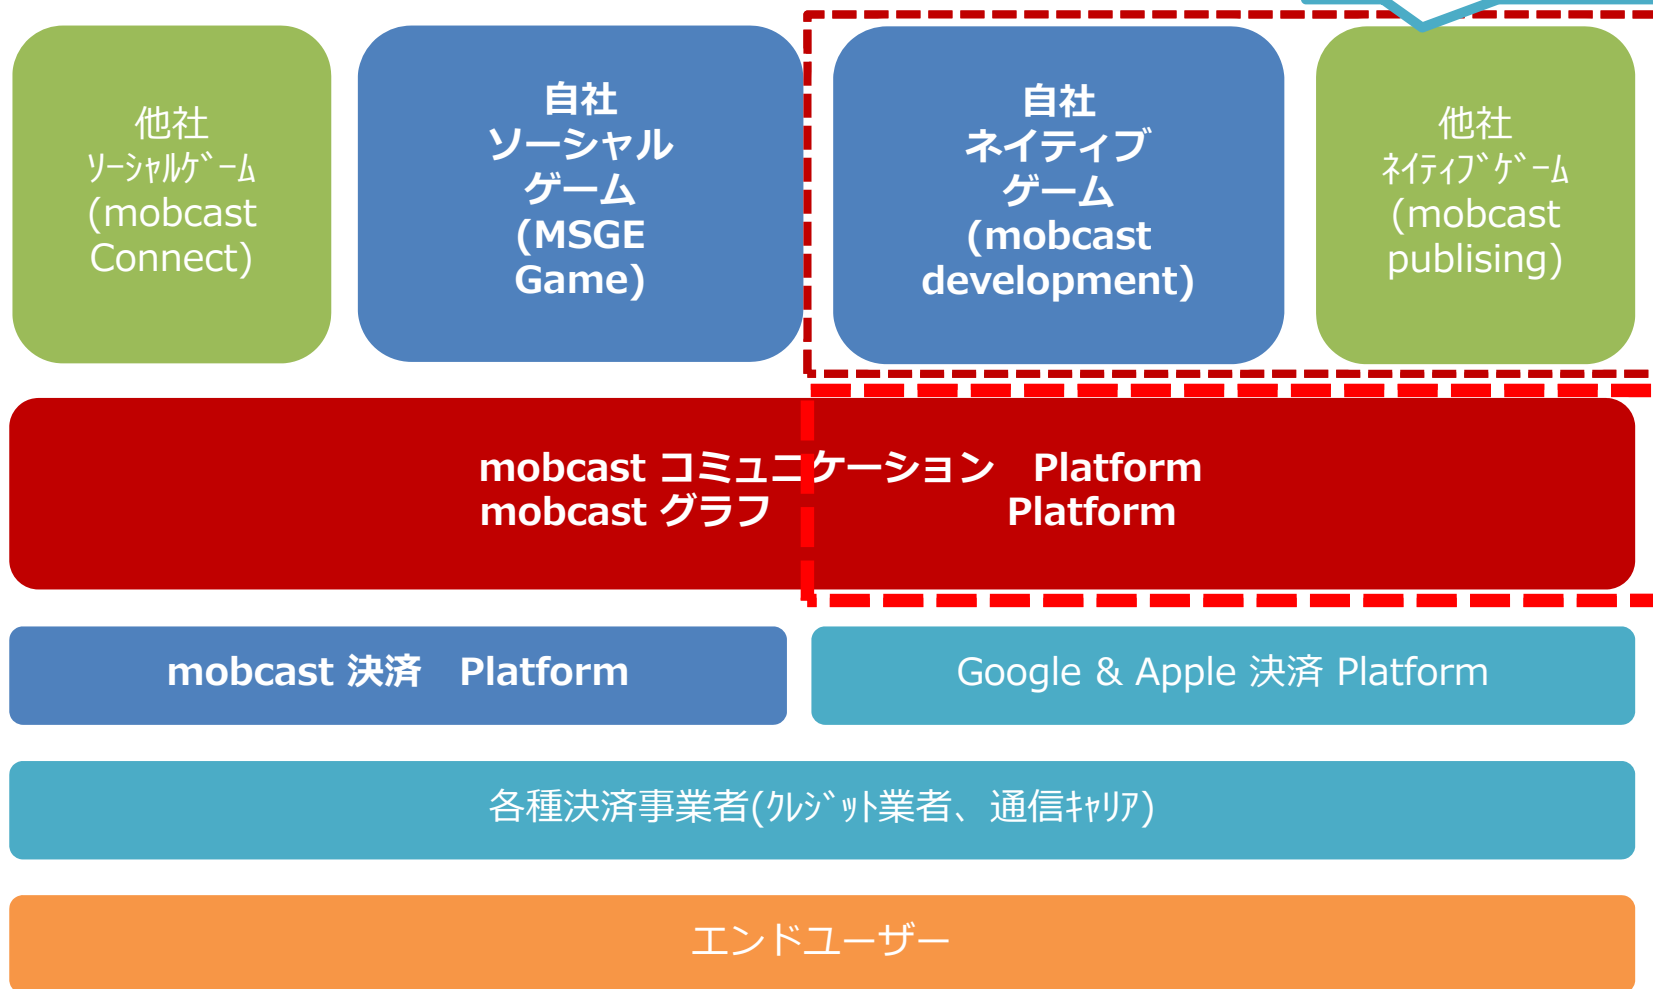 他社
ｿｰｼｬﾙｹﾞｰﾑ
(mobcast
Connect)
自社
ソーシャル
ゲーム
(MSGE
Game)
自社
ネイティブ
ゲーム
(mobcast
development)
他社
ﾈｲﾃｨﾌﾞｹﾞｰﾑ
(mobcast
publising)
mobcast コミュニケーション　Platform
mobcast グラフ　　　　　　Platform
mobcast 決済　Platform
Google & Apple 決済 Platform
各種決済事業者(ｸﾚｼﾞｯﾄ業者、通信ｷｬﾘｱ)
エンドユーザー